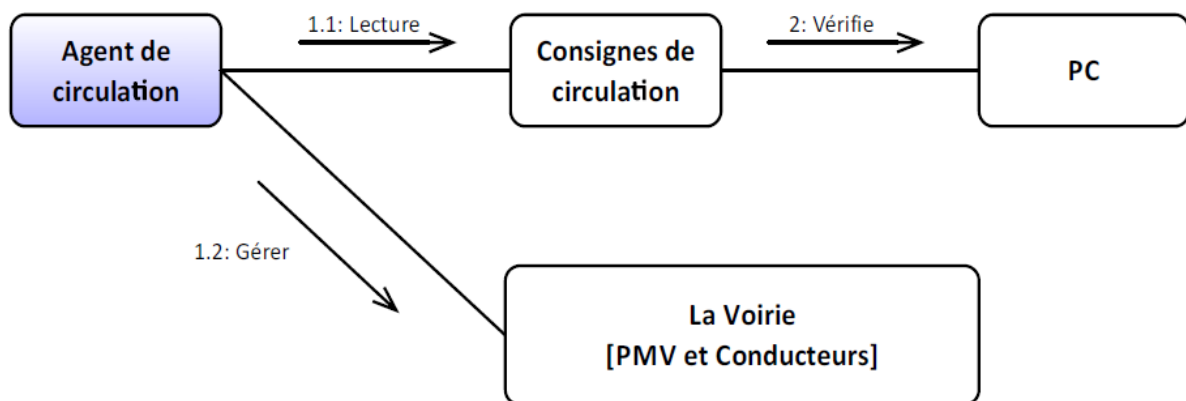 Agent de
circulation
1.1: Lecture
Consignes de
circulation
2: Vérifie
PC
1.2: Gérer
La Voirie
[PMV et Conducteurs]